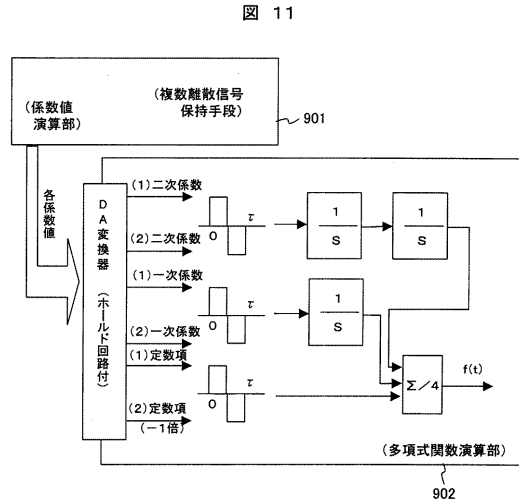 図 11
(係数値
演算部)
(複数離散信号
保持手段)
901
各係数値
DA変換器
(ホールド回路付)
(1)二次係数
τ
0
(2)二次係数
1
S
1
S
(1)一次係数
τ
0
(2)一次係数
1
S
(1)定数項
τ
0
(2)定数項
(-1倍)
Σ/4
f(t)
(多項式関数演算部)
902